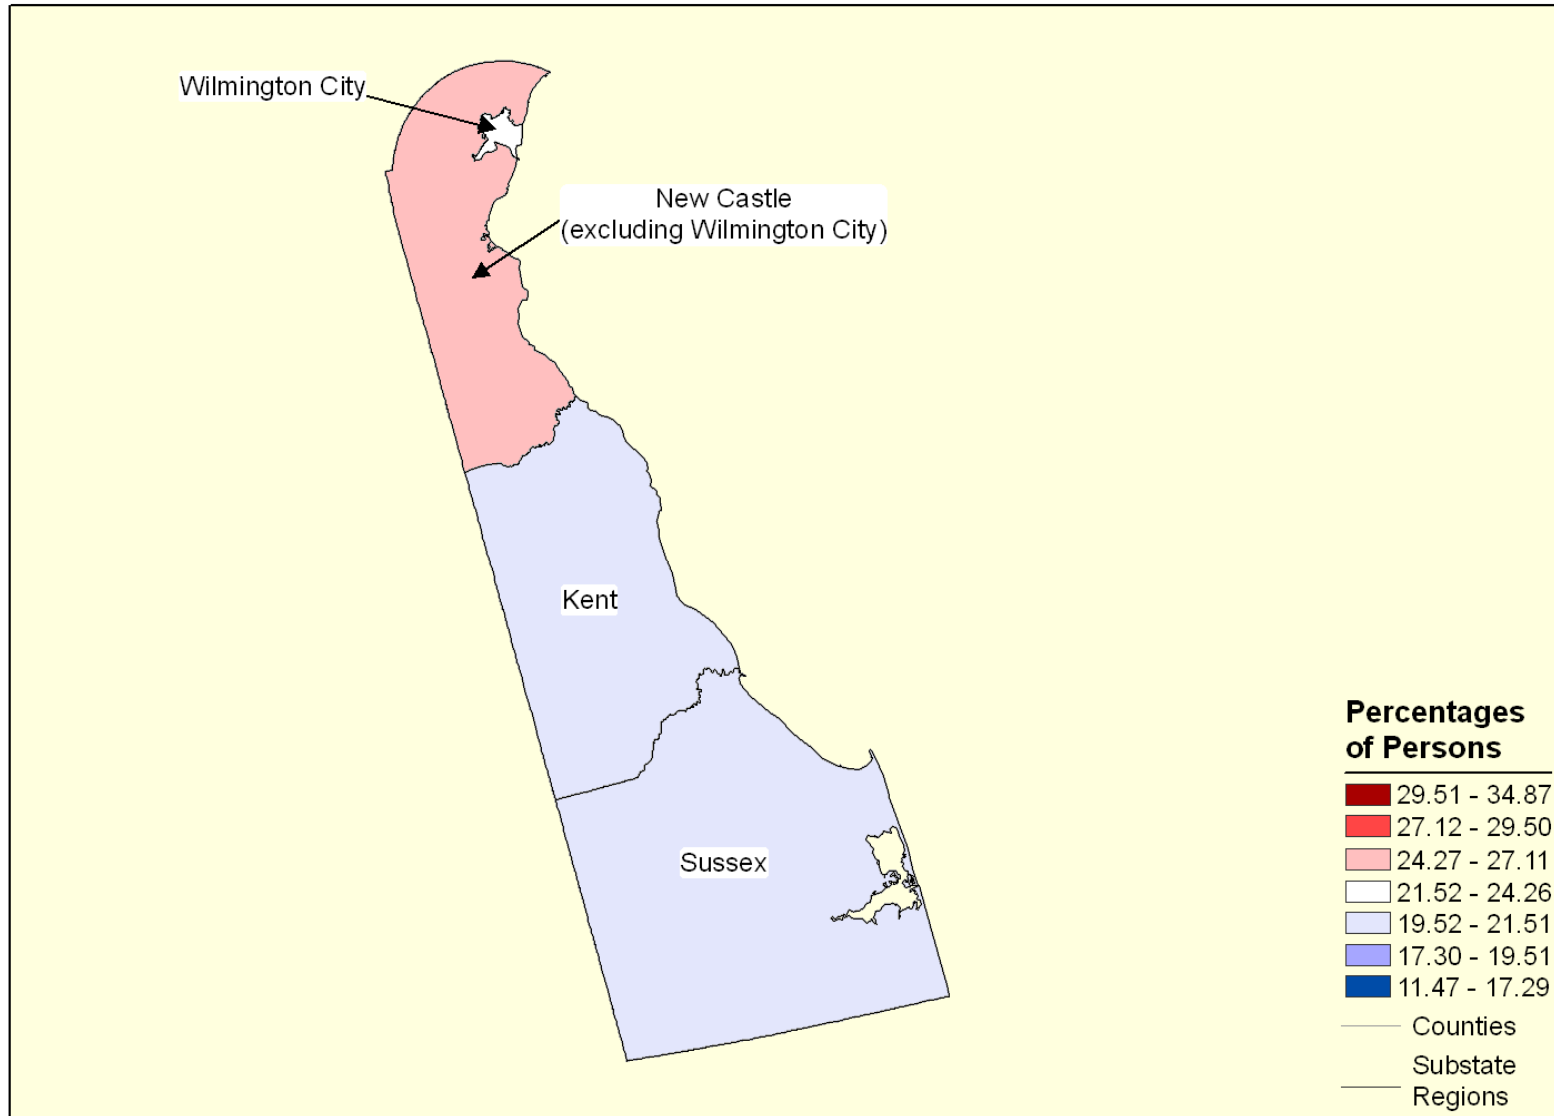 Wilmington City
New Castle
(excluding Wilmington City)
Kent
Sussex
Percentages
of Persons
29.51 - 34.87
27.12 - 29.50
24.27 - 27.11
21.52 - 24.26
19.52 - 21.51
17.30 - 19.51
11.47 - 17.29
Counties
Substate
Regions